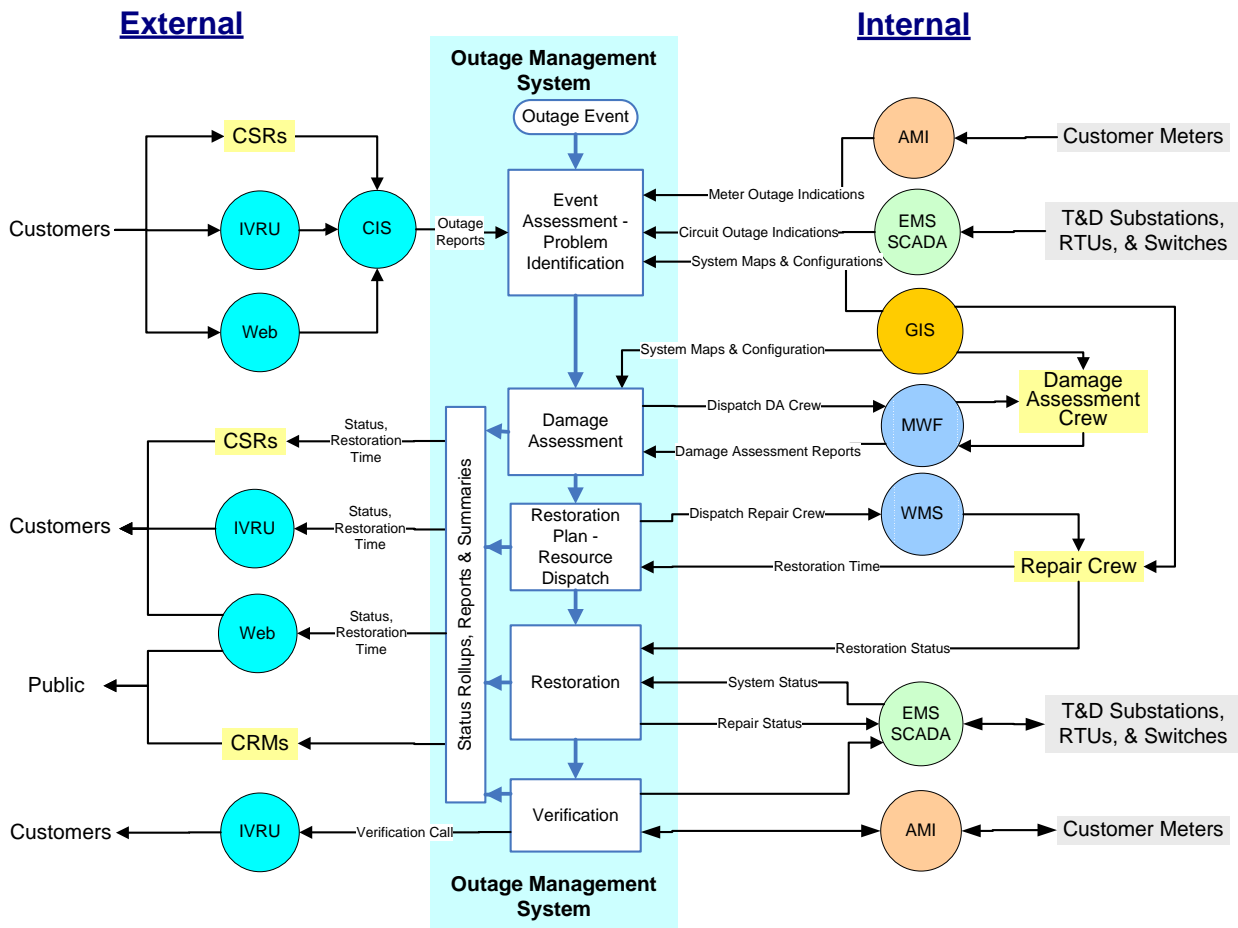 External
Internal
Outage Management
System
Outage Event
CSRs
AMI
Customer Meters
Meter Outage Indications
Event
Assessment -
Problem
Identification
Customers
IVRU
CIS
Outage
Reports
Circuit Outage Indications
EMS
SCADA
T&D Substations,
RTUs, & Switches
System Maps & Configurations
Web
GIS
System Maps & Configuration
Damage
Assessment
Crew
Dispatch DA Crew
MWF
Damage
Assessment
Damage Assessment Reports
CSRs
Status,
Restoration
Time
Status Rollups, Reports & Summaries
Customers
IVRU
Status,
Restoration
Time
Restoration
Plan -
Resource
Dispatch
Dispatch Repair Crew
WMS
Restoration Time
Repair Crew
Web
Status,
Restoration
Time
Restoration Status
Public
Restoration
System Status
Repair Status
EMS
SCADA
T&D Substations,
RTUs, & Switches
CRMs
Customers
IVRU
Verification Call
Verification
AMI
Customer Meters
Outage Management
System